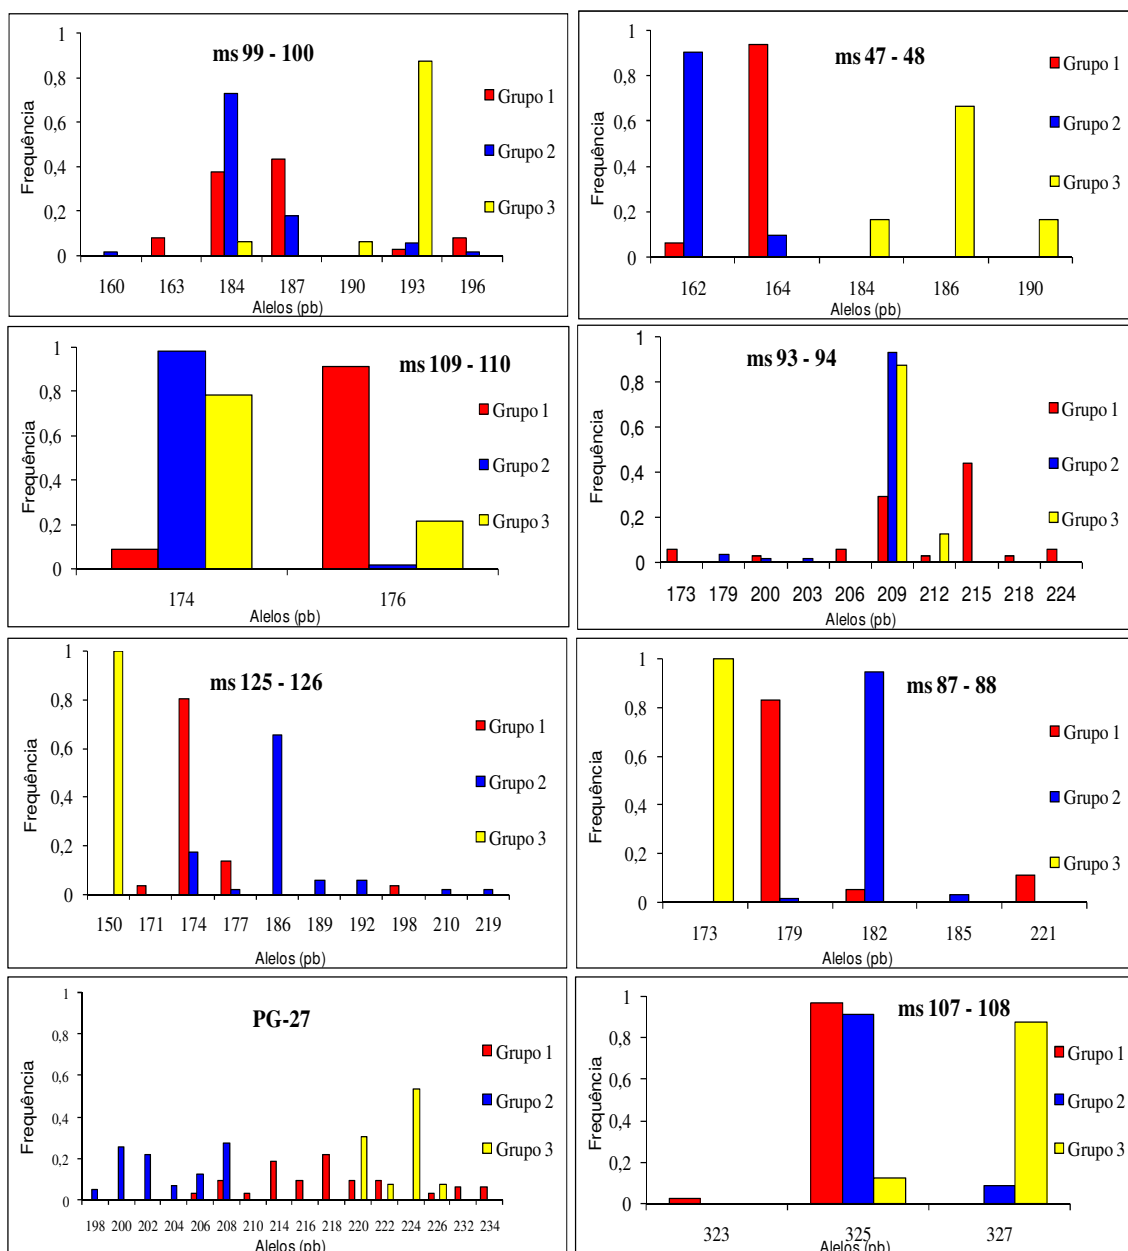 ms 99 - 100
Frequência
1
0,8
0,6
0,4
0,2
0
160 163 184 187 190 193 196
Alelos (pb)
Grupo 1
Grupo 2
Grupo 3
ms 47 - 48
Frequência
1
0,8
0,6
0,4
0,2
0
162 164 184 186 190
Alelos (pb)
Grupo 1
Grupo 2
Grupo 3
ms 109 - 110
Frequência
1
0,8
0,6
0,4
0,2
0
174 176
Alelos (pb)
Grupo 1
Grupo 2
Grupo 3
ms 93 - 94
Frequência
1
0,8
0,6
0,4
0,2
0
173 179 200 203 206 209 212 215 218 224
Alelos (pb)
Grupo 1
Grupo 2
Grupo 3
ms 125 - 126
Frequência
1
0,8
0,6
0,4
0,2
0
150 171 174 177 186 189 192 198 210 219
Alelos (pb)
Grupo 1
Grupo 2
Grupo 3
ms 87 - 88
Frequência
1
0,8
0,6
0,4
0,2
0
173 179 182 185 221
Alelos (pb)
Grupo 1
Grupo 2
Grupo 3
PG-27
Frequência
1
0,8
0,6
0,4
0,2
0
198 200 202 204 206 208 210 214 216 218 220 222 224 226 232 234
Alelos (pb)
Grupo 1
Grupo 2
Grupo 3
ms 107 - 108
Frequência
1
0,8
0,6
0,4
0,2
0
323 325 327
Alelos (pb)
Grupo 1
Grupo 2
Grupo 3